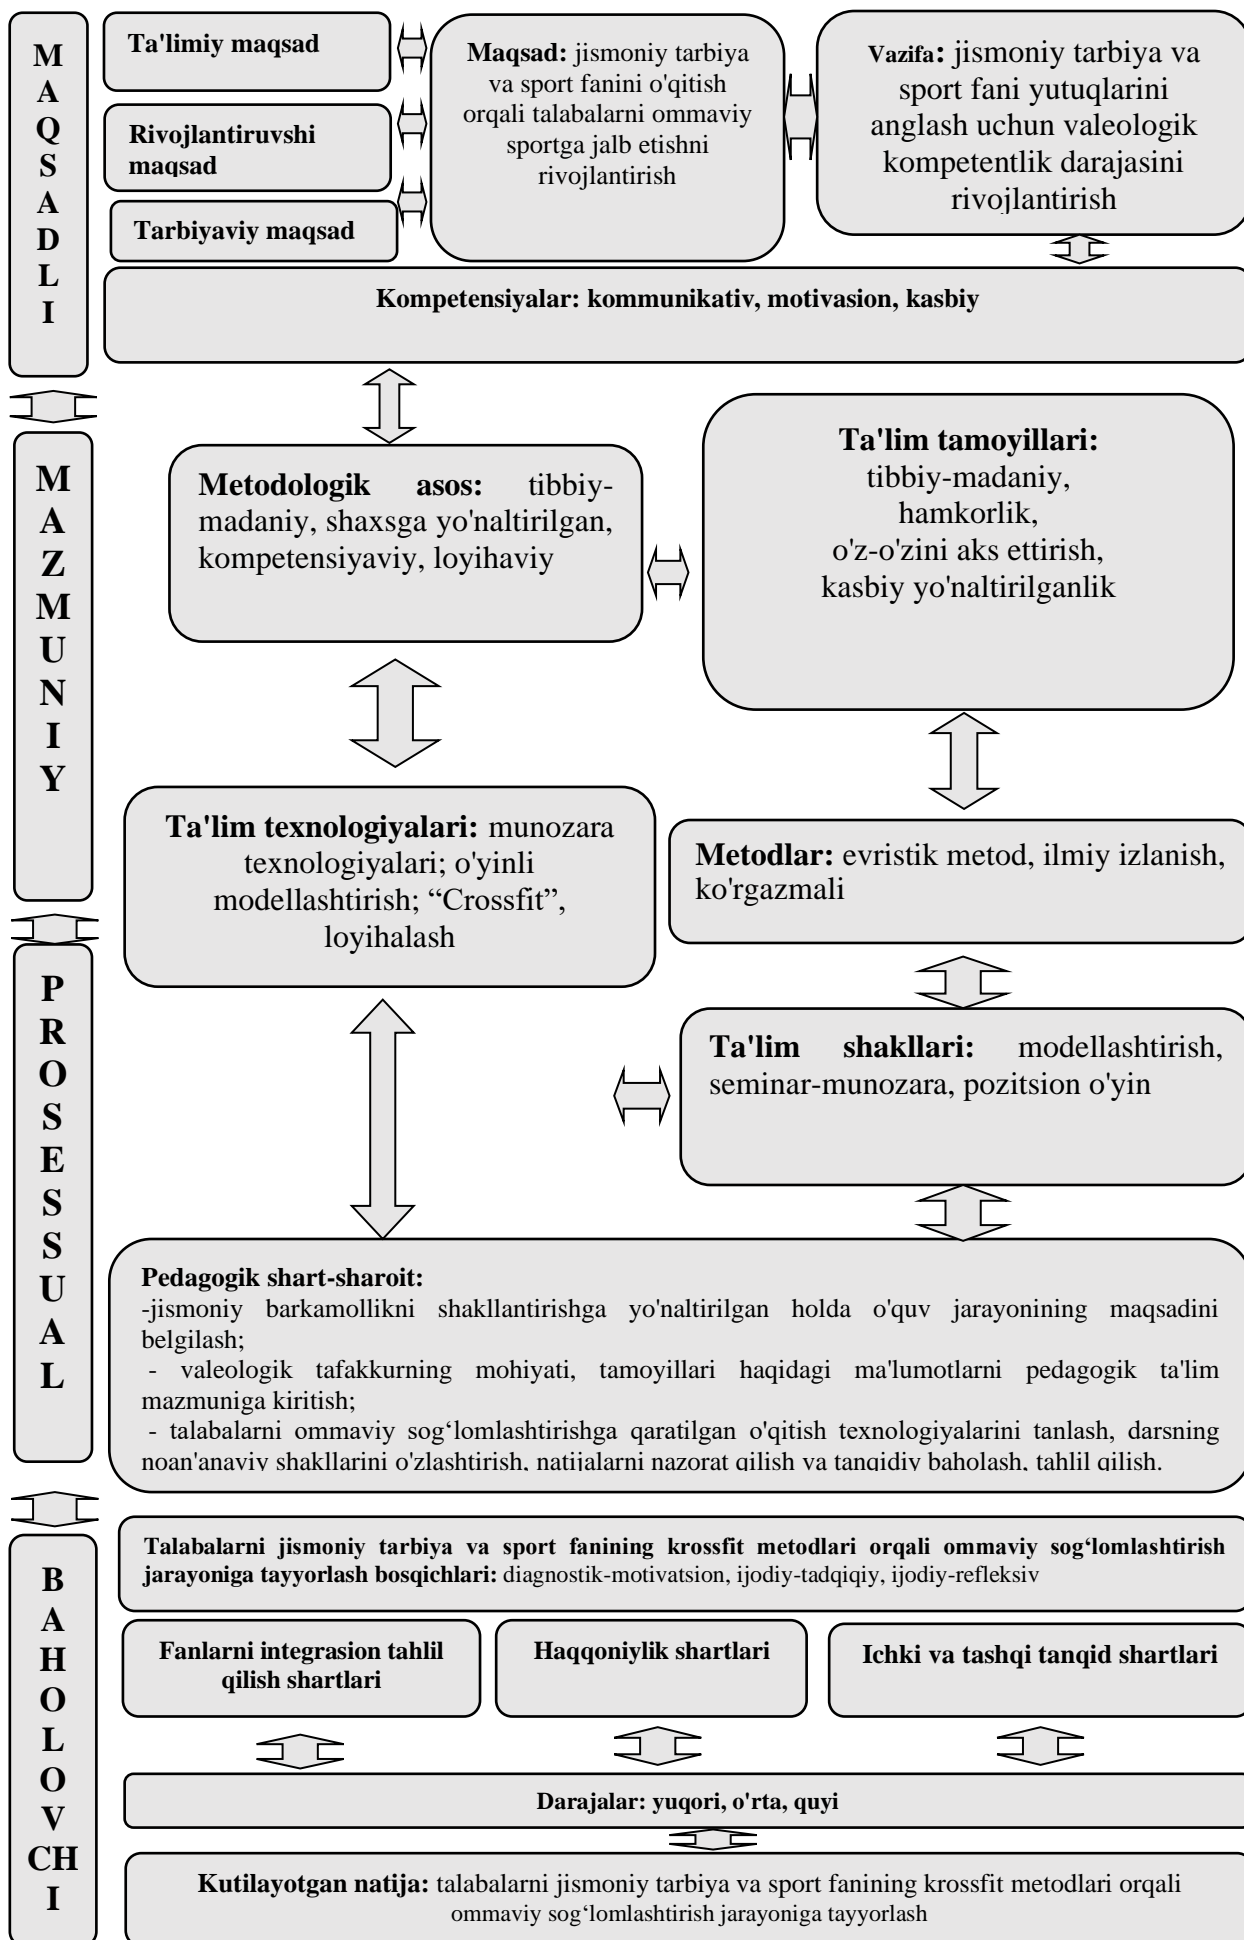 MAQSADLI
Ta'limiy maqsad
Rivojlantiruvshi
maqsad
Tarbiyaviy maqsad
Maqsad: jismoniy tarbiya
va sport fanini o'qitish
orqali talabalarni ommaviy
sportga jalb etishni
rivojlantirish
Vazifa: jismoniy tarbiya va
sport fani yutuqlarini
anglash uchun valeologik
kompetentlik darajasini
rivojlantirish
Kompetensiyalar: kommunikativ, motivasion, kasbiy
MAZMUNIY
Metodologik asos: tibbiy-
madaniy, shaxsga yo'naltirilgan,
kompetensiyaviy, loyihaviy
Ta'lim tamoyillari:
tibbiy-madaniy,
hamkorlik,
o'z-o'zini aks ettirish,
kasbiy yo'naltirilganlik
Ta'lim texnologiyalari: munozara
texnologiyalari; o'yinli
modellashtirish; “Crossfit”,
loyihalash
Metodlar: evristik metod, ilmiy izlanish,
ko'rgazmali
PROSESSUAL
Ta'lim shakllari: modellashtirish,
seminar-munozara, pozitsion o'yin
Pedagogik shart-sharoit:
-jismoniy barkamollikni shakllantirishga yo'naltirilgan holda o'quv jarayonining maqsadini
belgilash;
- valeologik tafakkurning mohiyati, tamoyillari haqidagi ma'lumotlarni pedagogik ta'lim
mazmuniga kiritish;
- talabalarni ommaviy sog‘lomlashtirishga qaratilgan o'qitish texnologiyalarini tanlash, darsning
noan'anaviy shakllarini o'zlashtirish, natijalarni nazorat qilish va tanqidiy baholash, tahlil qilish.
BAHOLOVCHI
Talabalarni jismoniy tarbiya va sport fanining krossfit metodlari orqali ommaviy sog‘lomlashtirish
jarayoniga tayyorlash bosqichlari: diagnostik-motivatsion, ijodiy-tadqiqiy, ijodiy-refleksiv
Fanlarni integrasion tahlil
qilish shartlari
Haqqoniylik shartlari
Ichki va tashqi tanqid shartlari
Darajalar: yuqori, o'rta, quyi
Kutilayotgan natija: talabalarni jismoniy tarbiya va sport fanining krossfit metodlari orqali
ommaviy sog‘lomlashtirish jarayoniga tayyorlash